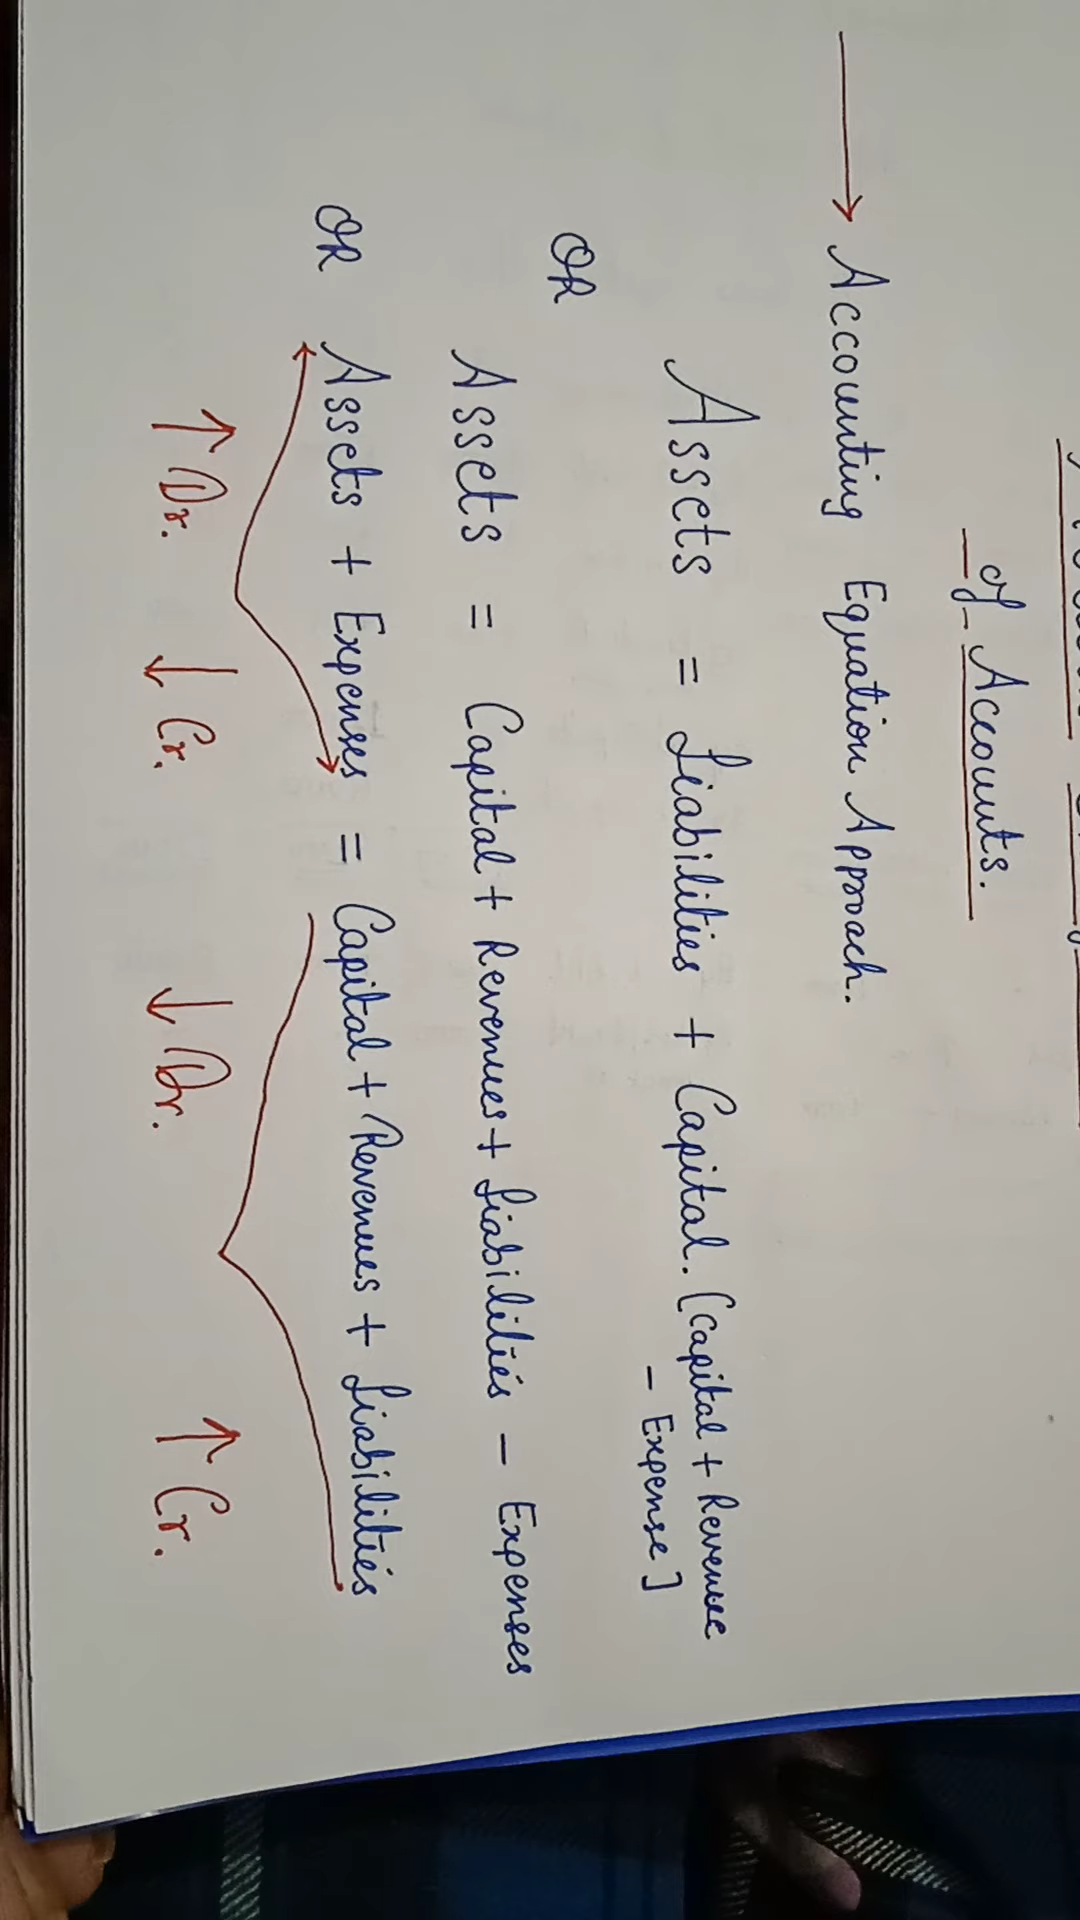 of Accounts.
→ Accounting Equation Approach.
Assets = Liabilities + Capital. [Capital + Revenue
- Expense]
OR
Assets = Capital + Revenues + Liabilities - Expenses
OR Assets + Expenses = Capital + Revenues + Liabilities
↑ Dr. ↓ Cr. ↓ Dr. ↑ Cr.